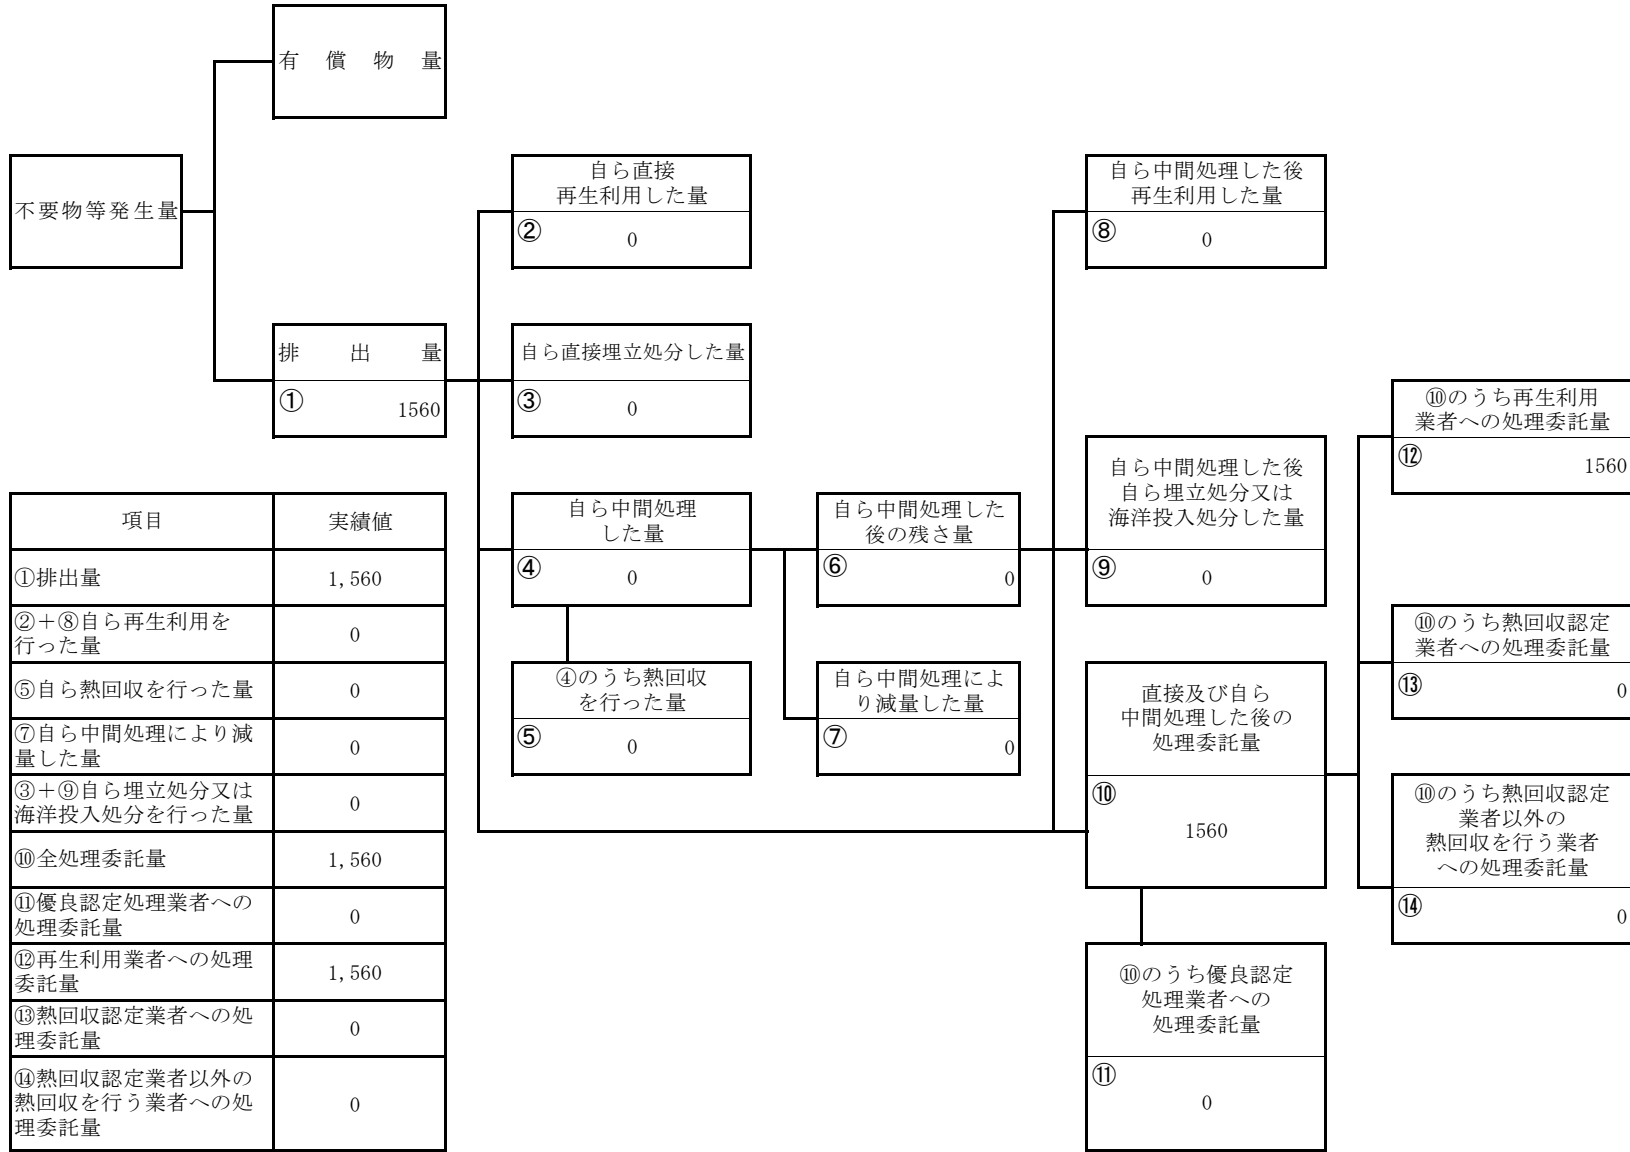 有償物量
不要物等発生量
排出量
① 1560
自ら直接
再生利用した量
② 0
自ら直接埋立処分した量
③ 0
自ら中間処理
した量
④ 0
④のうち熱回収
を行った量
⑤ 0
自ら中間処理した
後の残さ量
⑥ 0
自ら中間処理によ
り減量した量
⑦ 0
自ら中間処理した後
再生利用した量
⑧ 0
自ら中間処理した後
自ら埋立処分又は
海洋投入処分した量
⑨ 0
直接及び自ら
中間処理した後の
処理委託量
⑩
1560
⑩のうち優良認定
処理業者への
処理委託量
⑪
0
⑩のうち再生利用
業者への処理委託量
⑫ 1560
⑩のうち熱回収認定
業者への処理委託量
⑬ 0
⑩のうち熱回収認定
業者以外の
熱回収を行う業者
への処理委託量
⑭ 0
項目 実績値
①排出量 1,560
②+⑧自ら再生利用を
行った量 0
⑤自ら熱回収を行った量 0
⑦自ら中間処理により減
量した量 0
③+⑨自ら埋立処分又は
海洋投入処分を行った量 0
⑩全処理委託量 1,560
⑪優良認定処理業者への
処理委託量 0
⑫再生利用業者への処理
委託量 1,560
⑬熱回収認定業者への処
理委託量 0
⑭熱回収認定業者以外の
熱回収を行う業者への処
理委託量 0